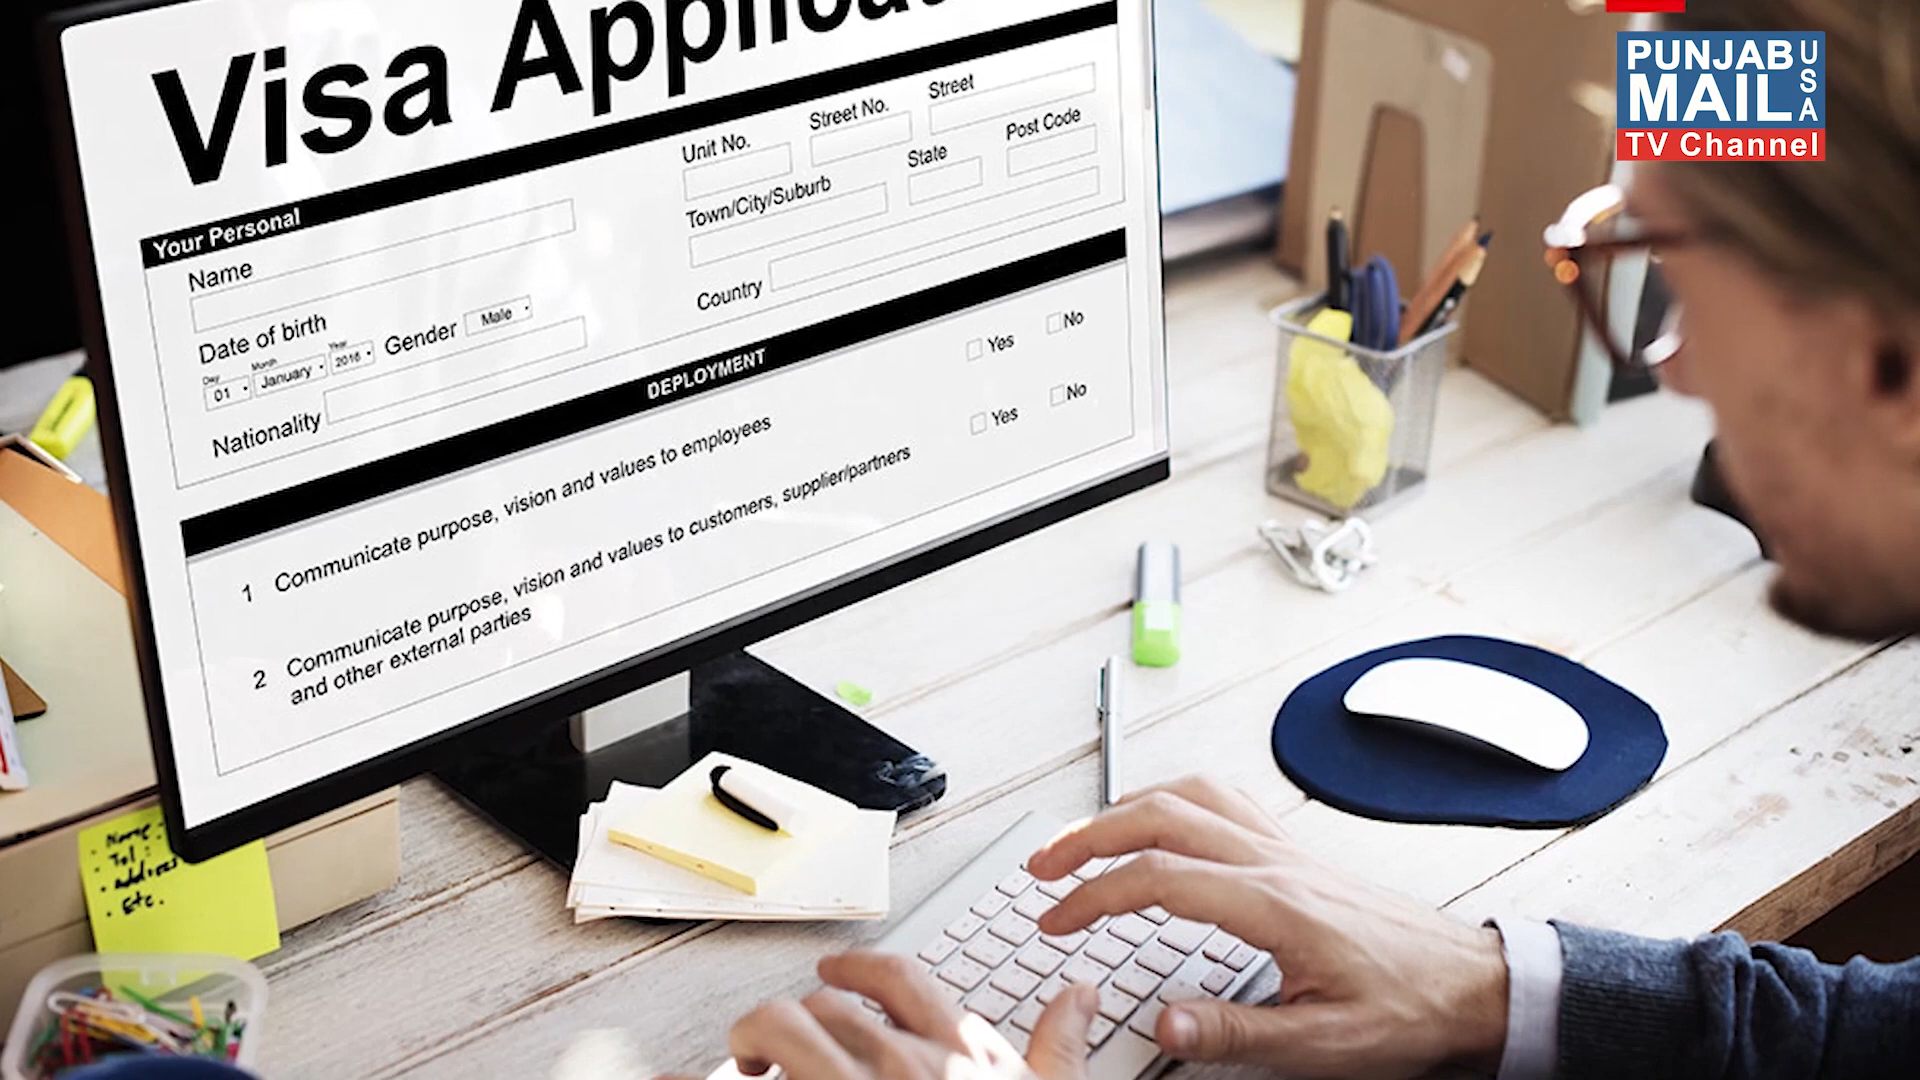 PUNJAB USA
MAIL
TV Channel
Visa Applica
Your Personal
Name
Date of birth
Day Month Year
01 January 2016
Gender Male
Nationality
Unit No. Street No. Street
Town/City/Suburb State Post Code
Country
DEPLOYMENT
1 Communicate purpose, vision and values to employees Yes No
2 Communicate purpose, vision and values to customers, supplier/partners Yes No
and other external parties
Name
Tel :
Address
Etc.